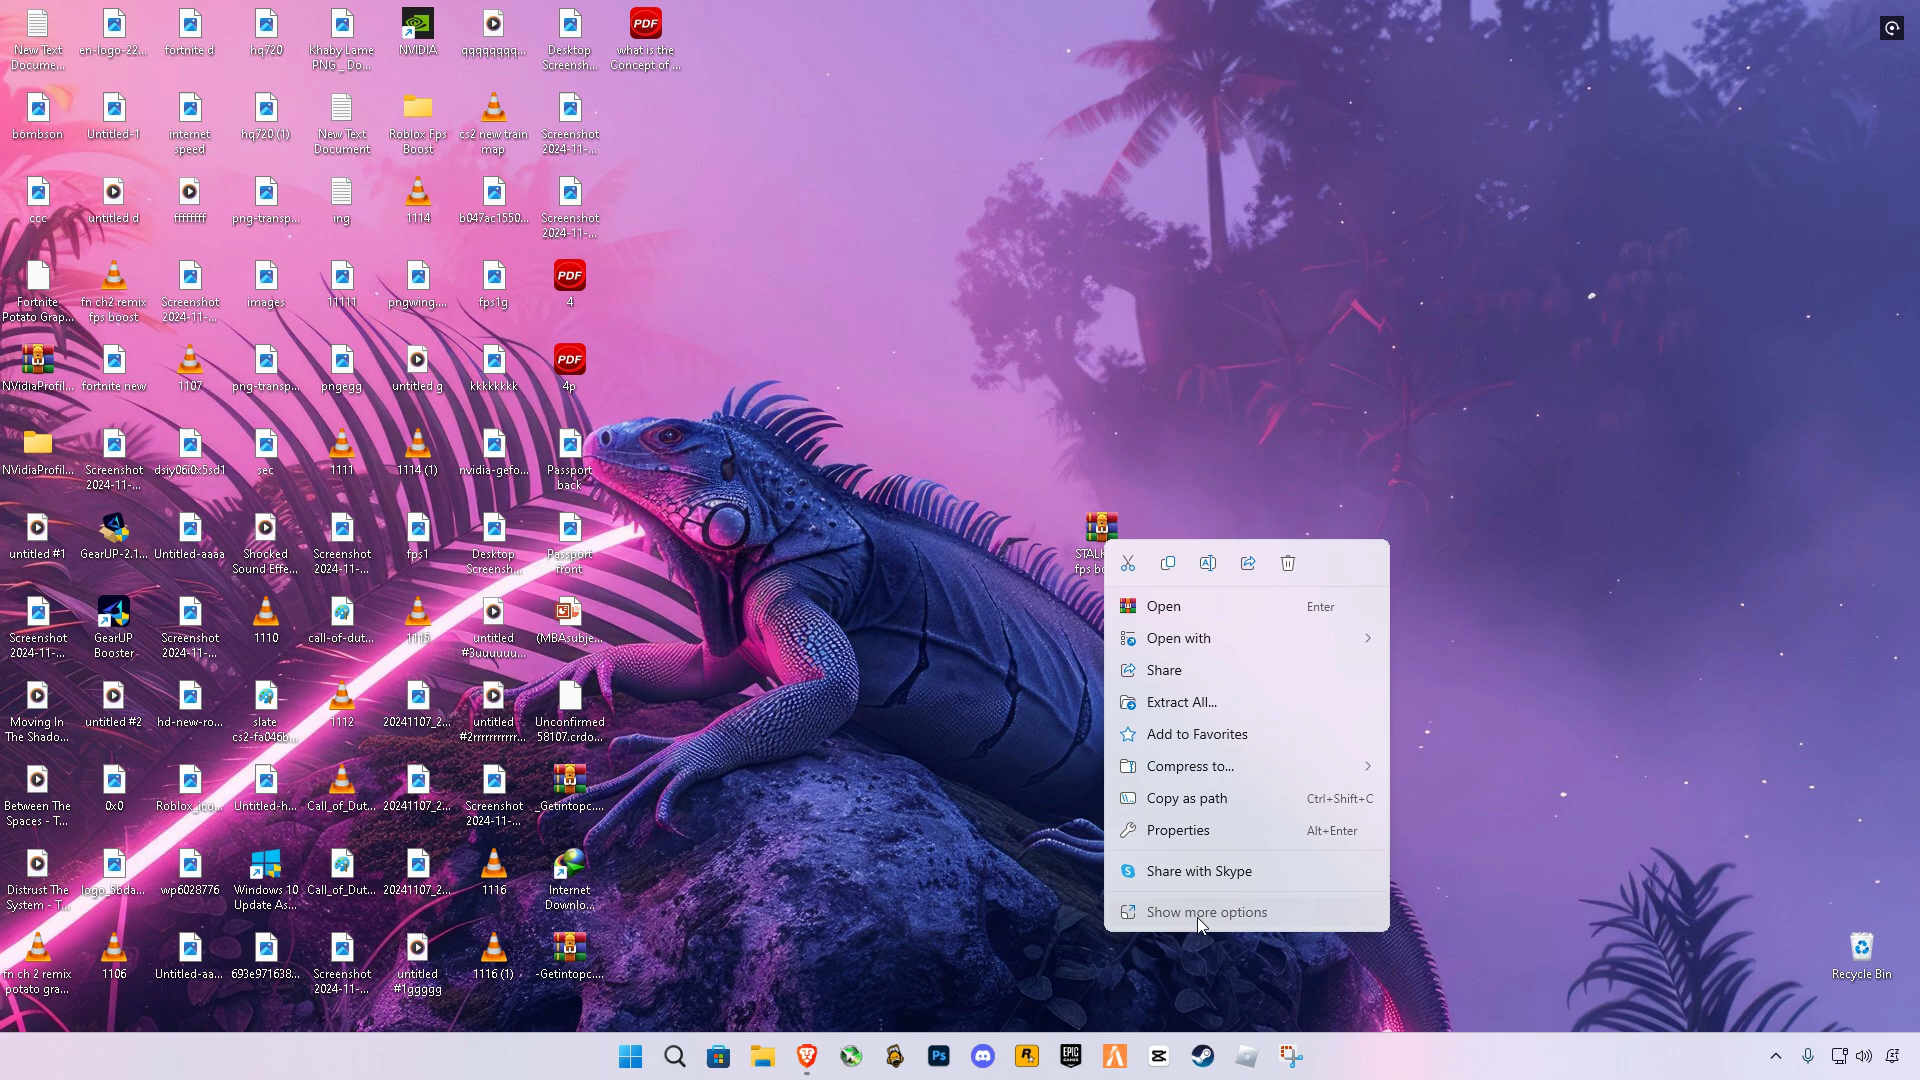 New Text
Docume...
en-logo-22...
fortnite d
hq720
Khaby Lame
PNG _ Do...
NVIDIA
qqqqqqqq...
Desktop
Screensh...
what is the
Concept of ...
bombson
Untitled-1
internet
speed
hq720 (1)
New Text
Document
Roblox Fps
Boost
cs2 new train
map
Screenshot
2024-11-...
ccc
untitled d
ffffffff
png-transp...
ing
1114
b047ac1550...
Screenshot
2024-11-...
Fortnite
Potato Grap...
fn ch2 remix
fps boost
Screenshot
2024-11-...
images
11111
pngwing....
fps1g
4
NVidiaProfil...
fortnite new
1107
png-transp...
pngegg
untitled g
kkkkkkkk
4p
NVidiaProfil...
Screenshot
2024-11-...
dsiy06i0x5sd1
sec
1111
1114 (1)
nvidia-gefo...
Passport
back
untitled #1
GearUP-2.1...
Untitled-aaaa
Shocked
Sound Effe...
Screenshot
2024-11-...
fps1
Desktop
Screensh...
Passport
front
STALK
fps bo
Screenshot
2024-11-...
GearUP
Booster
Screenshot
2024-11-...
1110
call-of-dut...
1115
untitled
#3uuuuuu...
(MBAsubje...
Moving In
The Shado...
untitled #2
hd-new-ro...
slate
cs2-fa046b...
1112
20241107_2...
untitled
#2rrrrrrrrrr...
Unconfirmed
58107.crdo...
Between The
Spaces - T...
0x0
Roblox_ico...
Untitled-h...
Call_of_Dut...
20241107_2...
Screenshot
2024-11-...
_Getintopc....
Distrust The
System - T...
logo_5bda...
wp6028776
Windows 10
Update As...
Call_of_Dut...
20241107_2...
1116
Internet
Downlo...
fn ch 2 remix
potato gra...
1106
Untitled-aa...
693e971638...
Screenshot
2024-11-...
untitled
#1ggggg
1116 (1)
-Getintopc....
Open Enter
Open with
Share
Extract All...
Add to Favorites
Compress to...
Copy as path Ctrl+Shift+C
Properties Alt+Enter
Share with Skype
Show more options
Recycle Bin